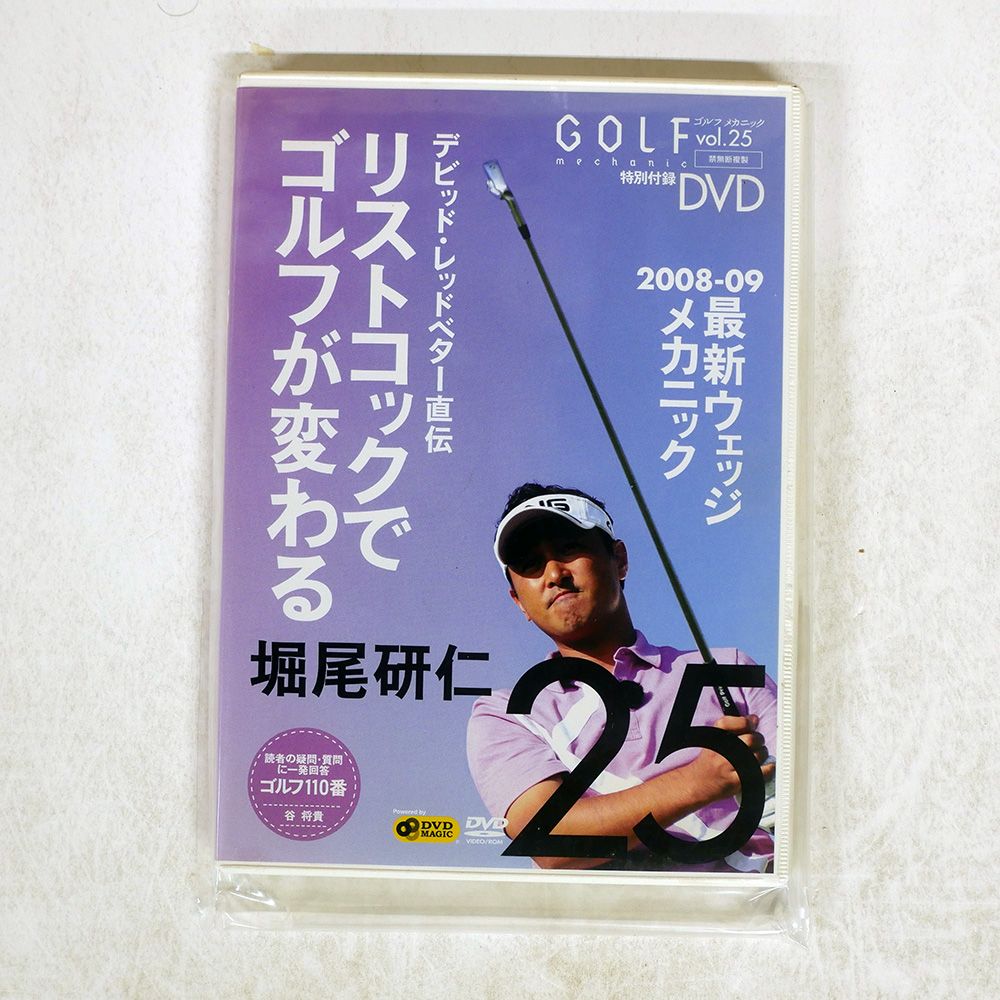 GOLF
mechanic
ゴルフ メカニック
vol.25
禁無断複製
特別付録
DVD
デビッド・レッドベター直伝
リストコックで
ゴルフが変わる
2008-09
最新ウェッジ
メカニック
堀尾研仁
25
読者の疑問・質問
に一発回答
ゴルフ110番
谷 将貴
Powered by
DVD
MAGIC
DVD
VIDEO/ROM